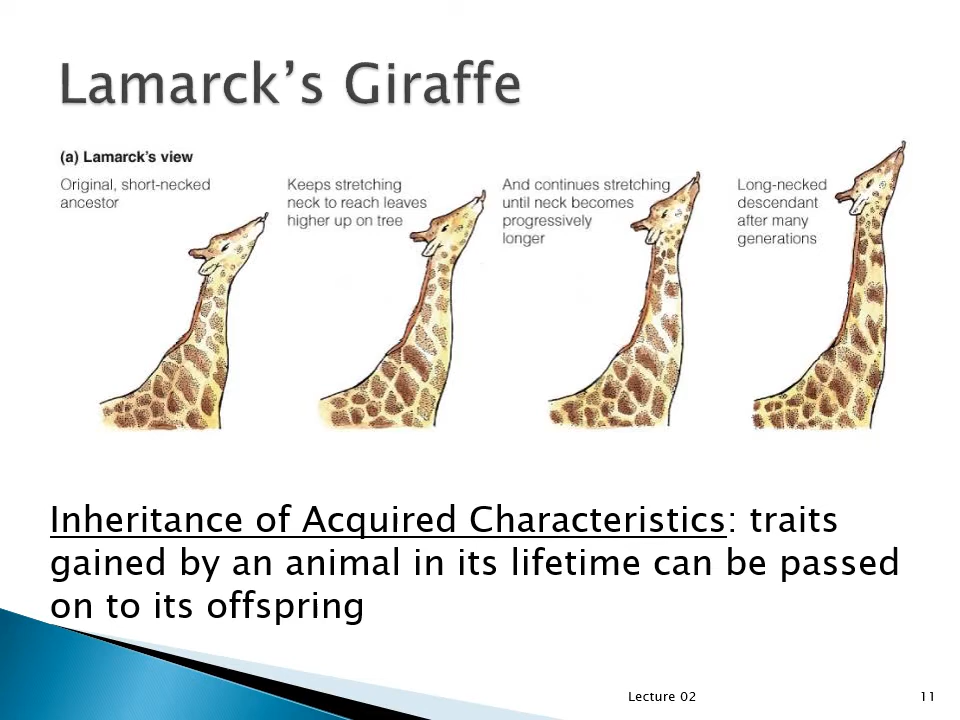 Lamarck’s Giraffe
(a) Lamarck's view
Original, short-necked
ancestor
Keeps stretching
neck to reach leaves
higher up on tree
And continues stretching
until neck becomes
progressively
longer
Long-necked
descendant
after many
generations
Inheritance of Acquired Characteristics: traits
gained by an animal in its lifetime can be passed
on to its offspring
Lecture 02
11